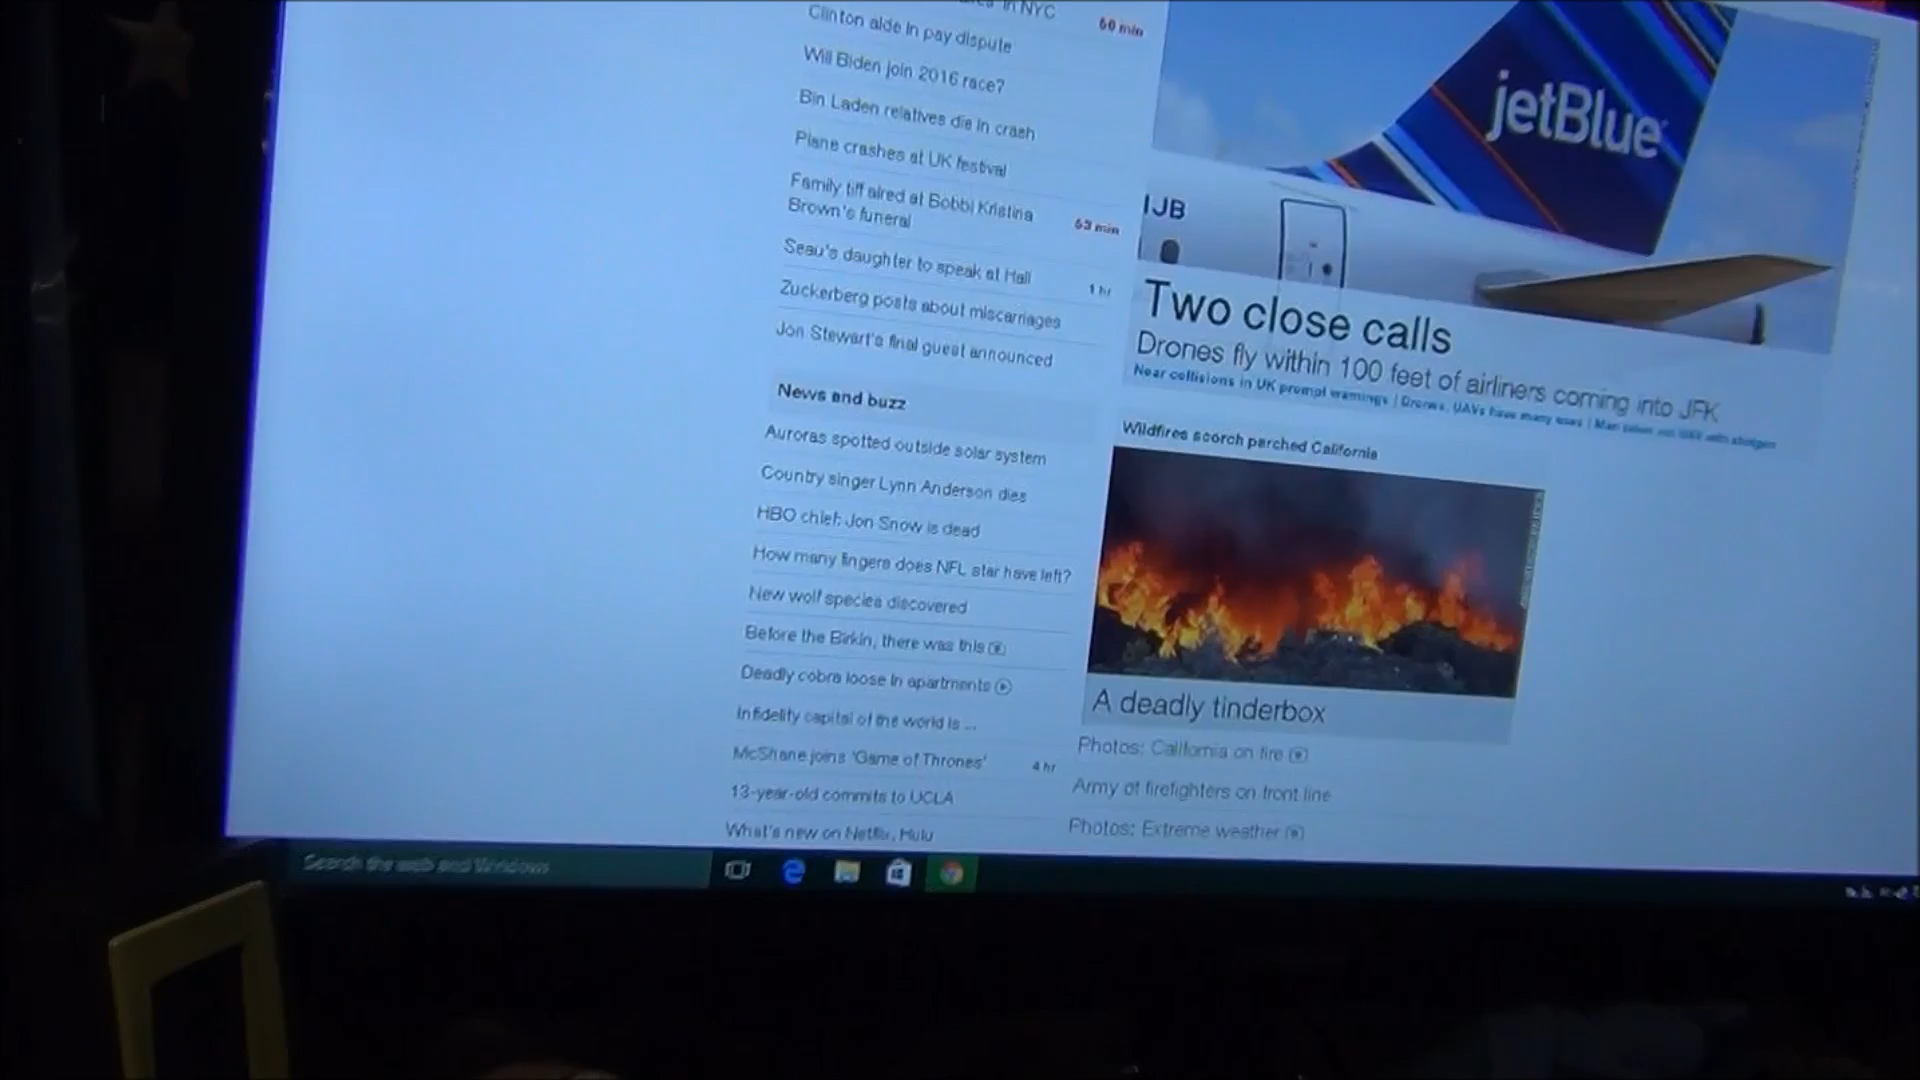 in NYC
60 min
Clinton aide in pay dispute
Will Biden join 2016 race?
Bin Laden relatives die in crash
Plane crashes at UK festival
Family tiff aired at Bobbi Kristina
Brown's funeral
53 min
Seau's daughter to speak at Hall
1 hr
Zuckerberg posts about miscarriages
Jon Stewart's final guest announced
News and buzz
Auroras spotted outside solar system
Country singer Lynn Anderson dies
HBO chief: Jon Snow is dead
How many fingers does NFL star have left?
New wolf species discovered
Before the Birkin, there was this
Deadly cobra loose in apartments
Infidelity capital of the world is ...
McShane joins 'Game of Thrones'
4 hr
13-year-old commits to UCLA
What's new on Netflix, Hulu
jetBlue
IJB
Two close calls
Drones fly within 100 feet of airliners coming into JFK
Near collisions in UK prompt warnings | Drones, UAVs have many uses | Man
Wildfires scorch parched California
A deadly tinderbox
Photos: California on fire
Army of firefighters on front line
Photos: Extreme weather
Search the web and Windows